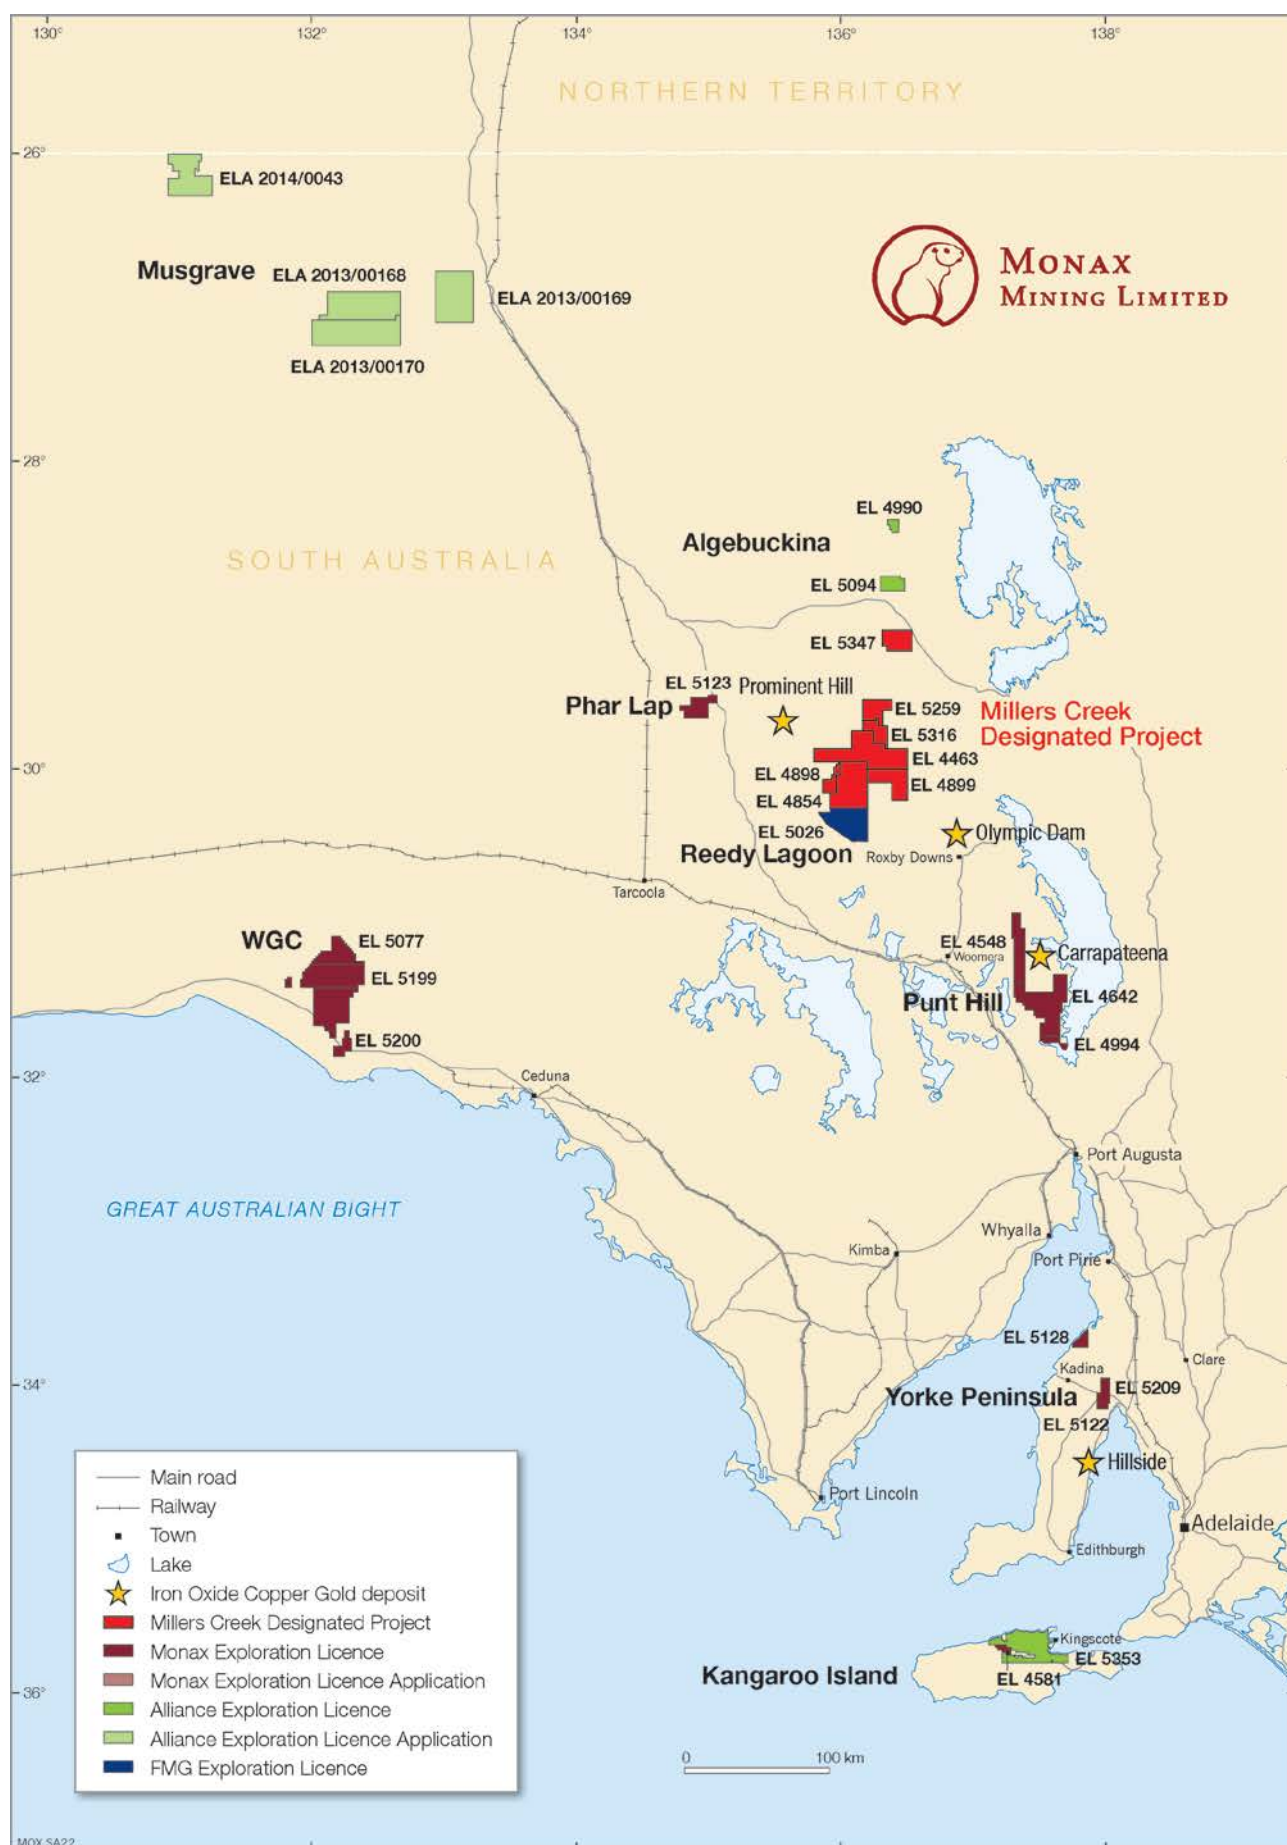 130°
132°
134°
136°
138°
NORTHERN TERRITORY
26°
ELA 2014/0043
Musgrave
ELA 2013/00168
ELA 2013/00169
ELA 2013/00170
MONAX
MINING LIMITED
28°
EL 4990
Algebuckina
SOUTH AUSTRALIA
EL 5094
EL 5347
EL 5123
Prominent Hill
Phar Lap
EL 5259
Millers Creek
Designated Project
EL 5316
30°
EL 4463
EL 4898
EL 4899
EL 4854
EL 5026
Olympic Dam
Reedy Lagoon
Roxby Downs
Tarcoola
WGC
EL 5077
EL 4548
Woomera
Carrapateena
EL 5199
Punt Hill
EL 4642
EL 5200
EL 4994
32°
Ceduna
Port Augusta
GREAT AUSTRALIAN BIGHT
Whyalla
Kimba
Port Pirie
EL 5128
Clare
Kadina
34°
EL 5209
Yorke Peninsula
EL 5122
Hillside
Main road
Railway
Town
Lake
Iron Oxide Copper Gold deposit
Millers Creek Designated Project
Monax Exploration Licence
Monax Exploration Licence Application
Alliance Exploration Licence
Alliance Exploration Licence Application
FMG Exploration Licence
Port Lincoln
Adelaide
Edithburgh
Kingscote
EL 5353
Kangaroo Island
EL 4581
36°
0
100 km
MOX SA22